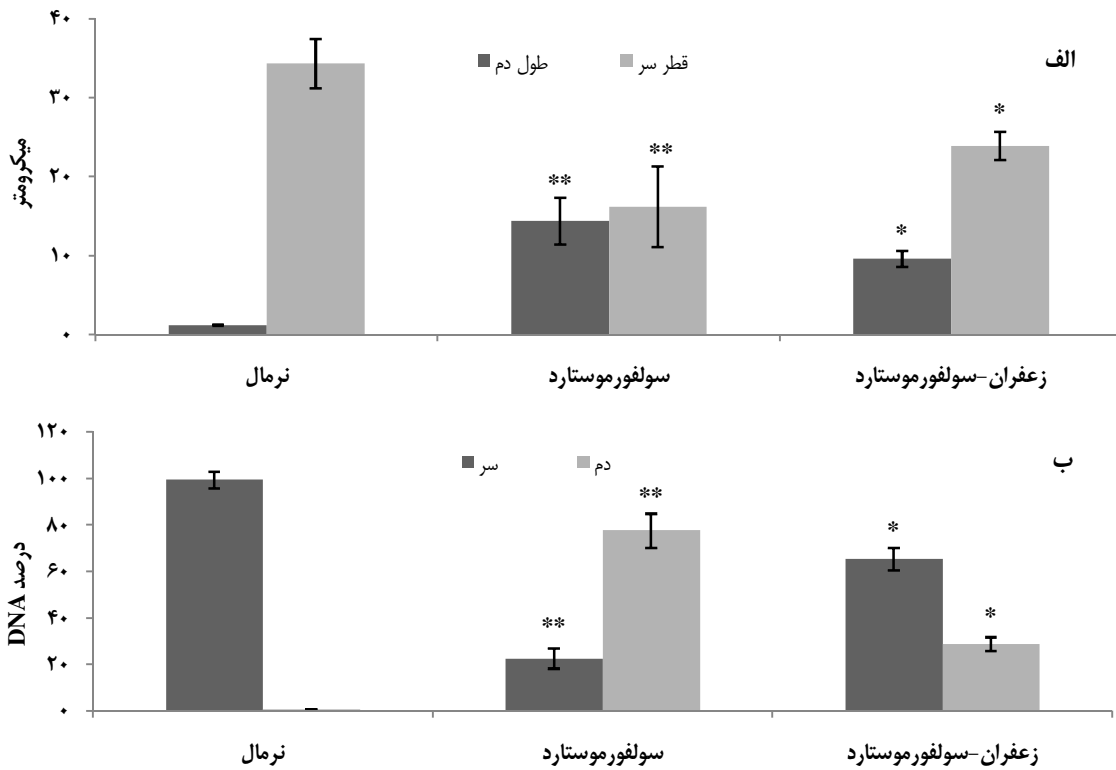 الف
طول دم
قطر سر
میکرومتر
۴۰
۳۰
۲۰
۱۰
۰
**
**
*
*
نرمال
سولفورموستارد
زعفران-سولفورموستارد
ب
سر
دم
درصد DNA
۱۲۰
۱۰۰
۸۰
۶۰
۴۰
۲۰
۰
**
**
*
*
نرمال
سولفورموستارد
زعفران-سولفورموستارد